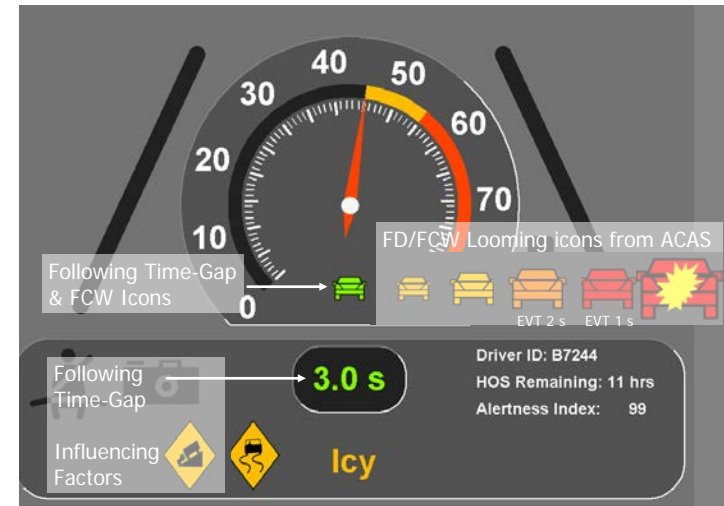 40
50
30
60
20
70
10
FD/FCW Looming icons from ACAS
Following Time-Gap
& FCW Icons
0
EVT 2 s
EVT 1 s
Driver ID: B7244
Following
Time-Gap
3.0 s
HOS Remaining: 11 hrs
Alertness Index: 99
Influencing
Factors
Icy